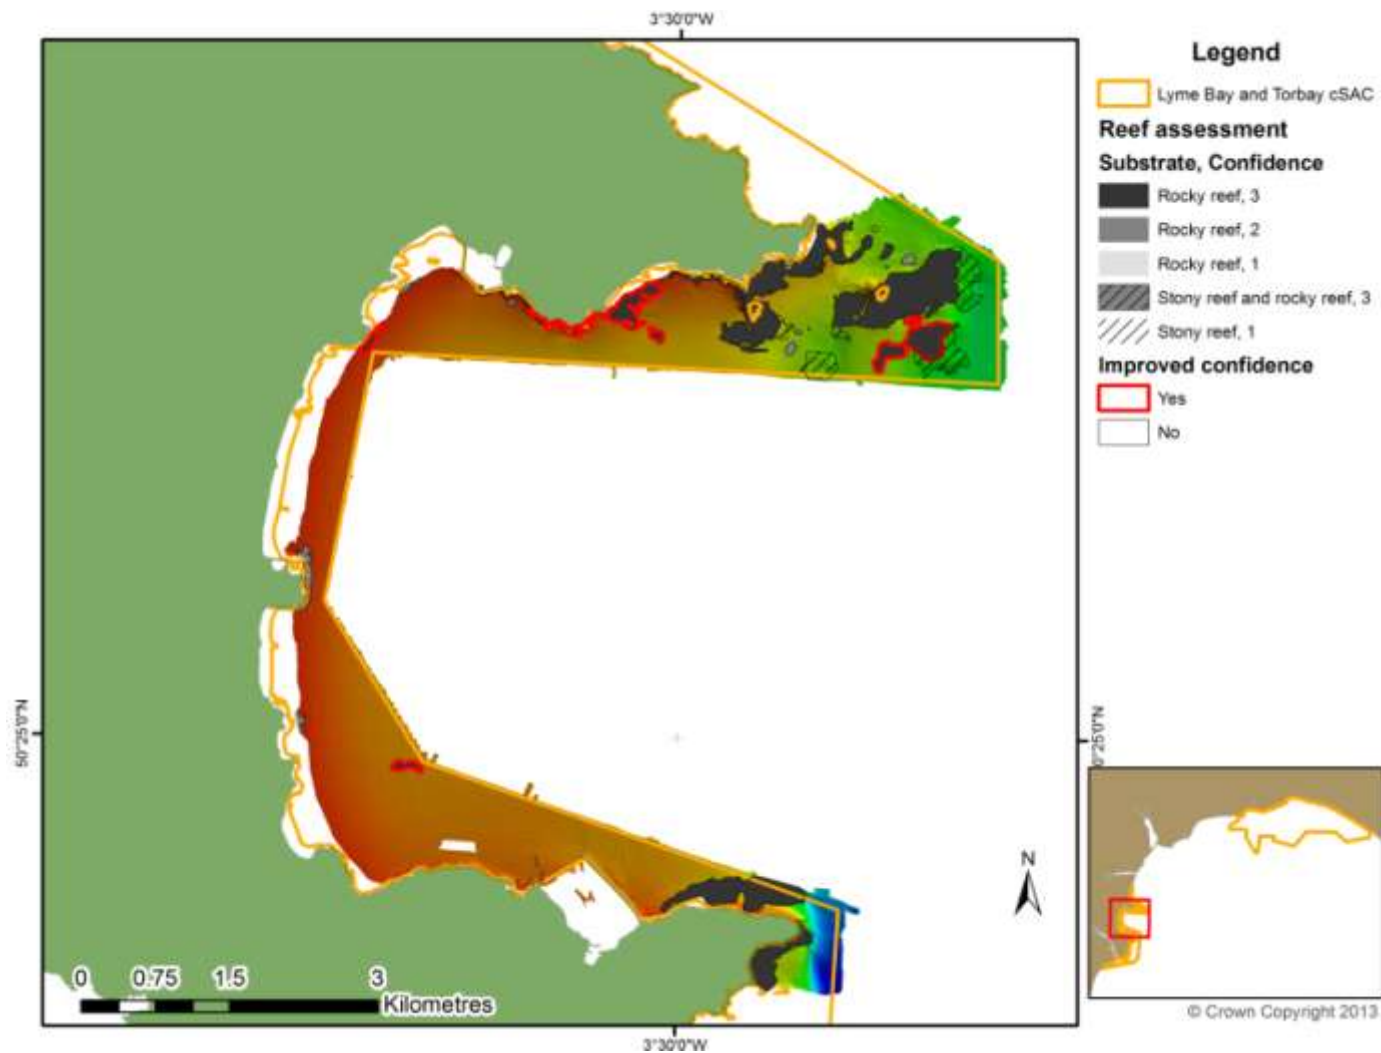 3°30'0"W
Legend
Lyme Bay and Torbay cSAC
Reef assessment
Substrate, Confidence
Rocky reef, 3
Rocky reef, 2
Rocky reef, 1
Stony reef and rocky reef, 3
Stony reef, 1
Improved confidence
Yes
No
50°25'0"N
0°25'0"N
N
0 0.75 1.5 3
Kilometres
© Crown Copyright 2013
3°30'0"W